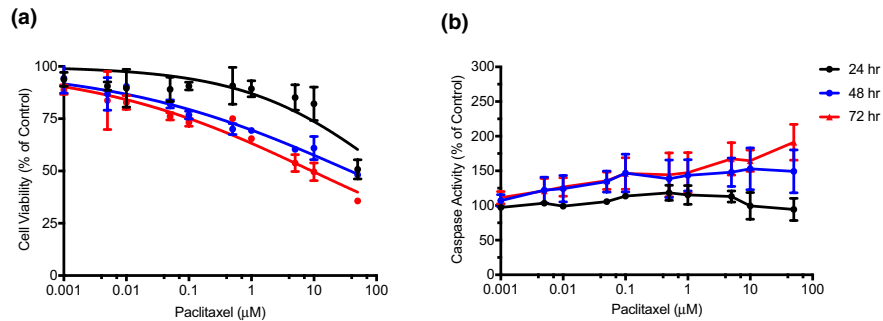 (a)
100
75
50
25
0
Cell Viability (% of Control)
0.001 0.01 0.1 1 10 100
Paclitaxel (μM)
(b)
300
250
200
150
100
50
0
Caspase Activity (% of Control)
0.001 0.01 0.1 1 10 100
Paclitaxel (μM)
24 hr
48 hr
72 hr